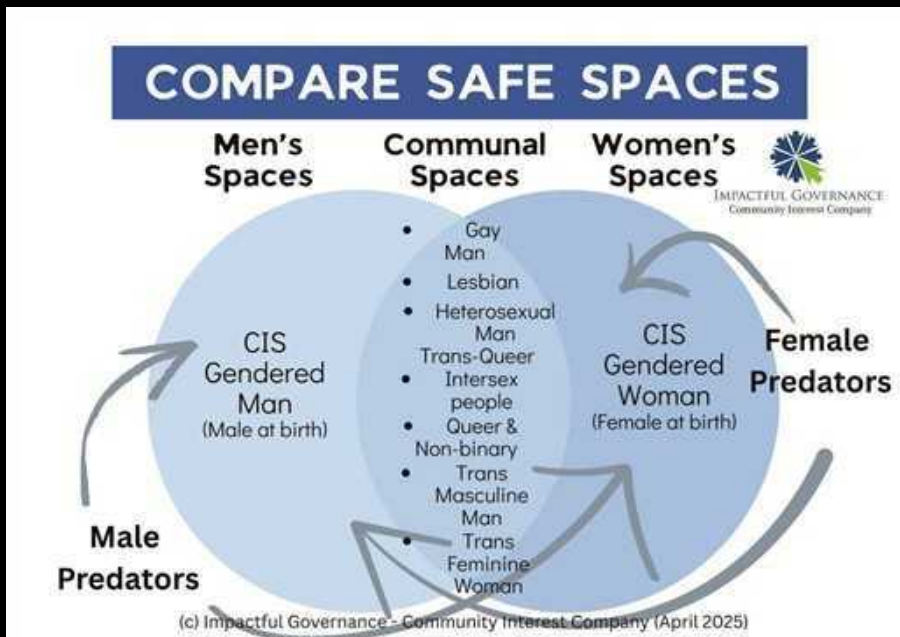 COMPARE SAFE SPACES
Men's
Spaces
Communal
Spaces
Women's
Spaces
IMPACTFUL GOVERNANCE
Community Interest Company
CIS
Gendered
Man
(Male at birth)
• Gay
Man
• Lesbian
• Heterosexual
Man
Trans-Queer
• Intersex
people
• Queer &
Non-binary
• Trans
Masculine
Man
• Trans
Feminine
Woman
CIS
Gendered
Woman
(Female at birth)
Female
Predators
Male
Predators
(c) Impactful Governance - Community Interest Company (April 2025)